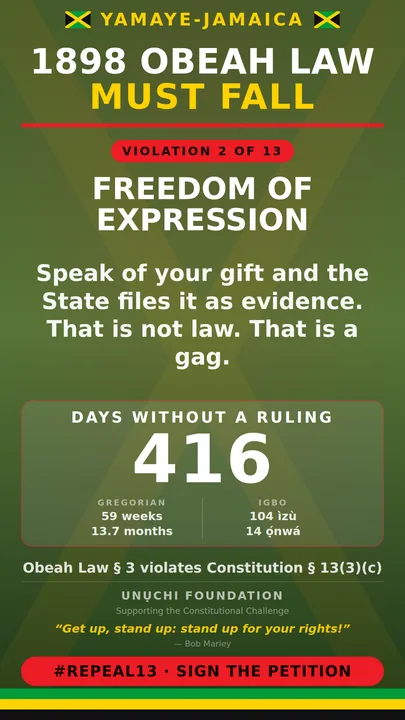 YAMAYE-JAMAICA
1898 OBEAH LAW
MUST FALL
VIOLATION 2 OF 13
FREEDOM OF
EXPRESSION
Speak of your gift and the
State files it as evidence.
That is not law. That is a
gag.
DAYS WITHOUT A RULING
416
GREGORIAN
59 weeks
13.7 months
IGBO
104 ìzù
14 ọ́nwá
Obeah Law § 3 violates Constitution § 13(3)(c)
UNỤCHI FOUNDATION
Supporting the Constitutional Challenge
“Get up, stand up: stand up for your rights!”
— Bob Marley
#REPEAL13 · SIGN THE PETITION